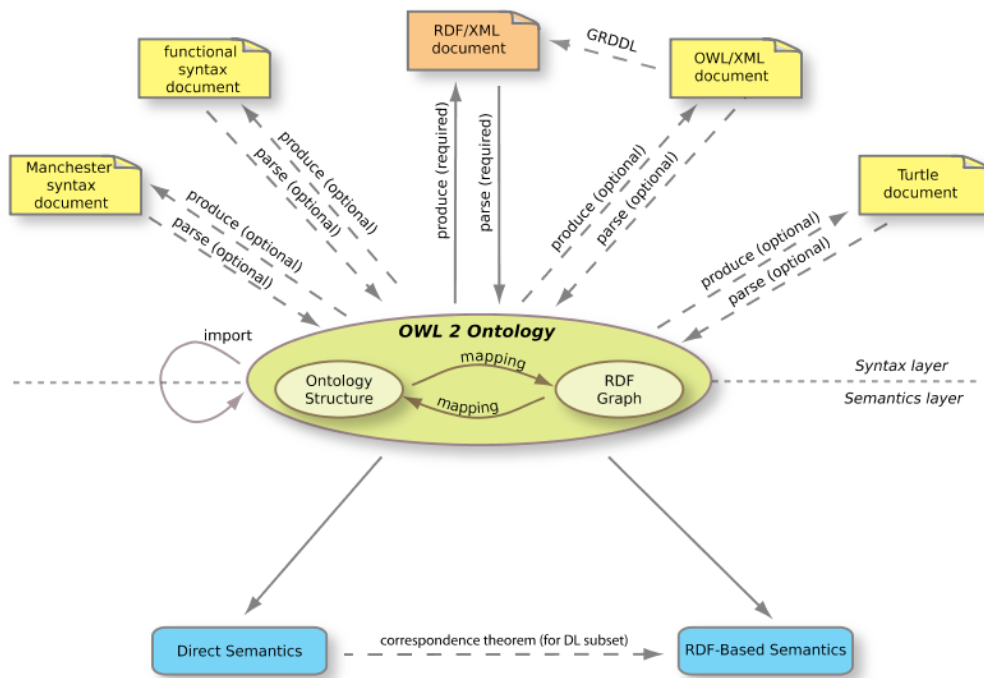 RDF/XML
document
GRDDL
functional
syntax
document
OWL/XML
document
Manchester
syntax
document
Turtle
document
produce (optional)
parse (optional)
produce (optional)
parse (optional)
produce (required)
parse (required)
produce (optional)
parse (optional)
produce (optional)
parse (optional)
import
OWL 2 Ontology
mapping
Ontology
Structure
RDF
Graph
mapping
Syntax layer
Semantics layer
Direct Semantics
correspondence theorem (for DL subset)
RDF-Based Semantics